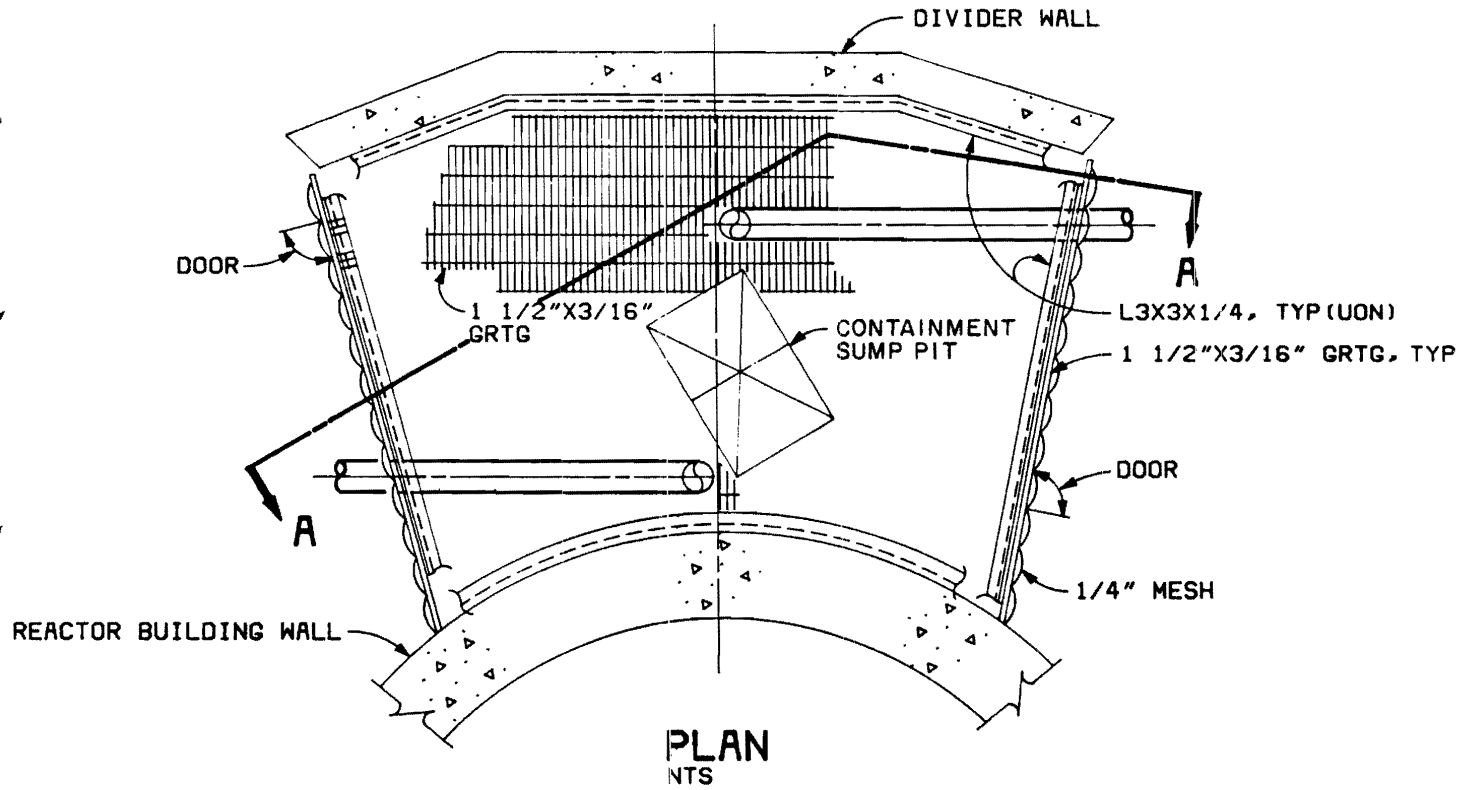 DIVIDER WALL
DOOR
A
1 1/2"X3/16"
GRTG
CONTAINMENT
SUMP PIT
L3X3X1/4, TYP(UON)
1 1/2"X3/16" GRTG, TYP
DOOR
A
1/4" MESH
REACTOR BUILDING WALL
PLAN
NTS